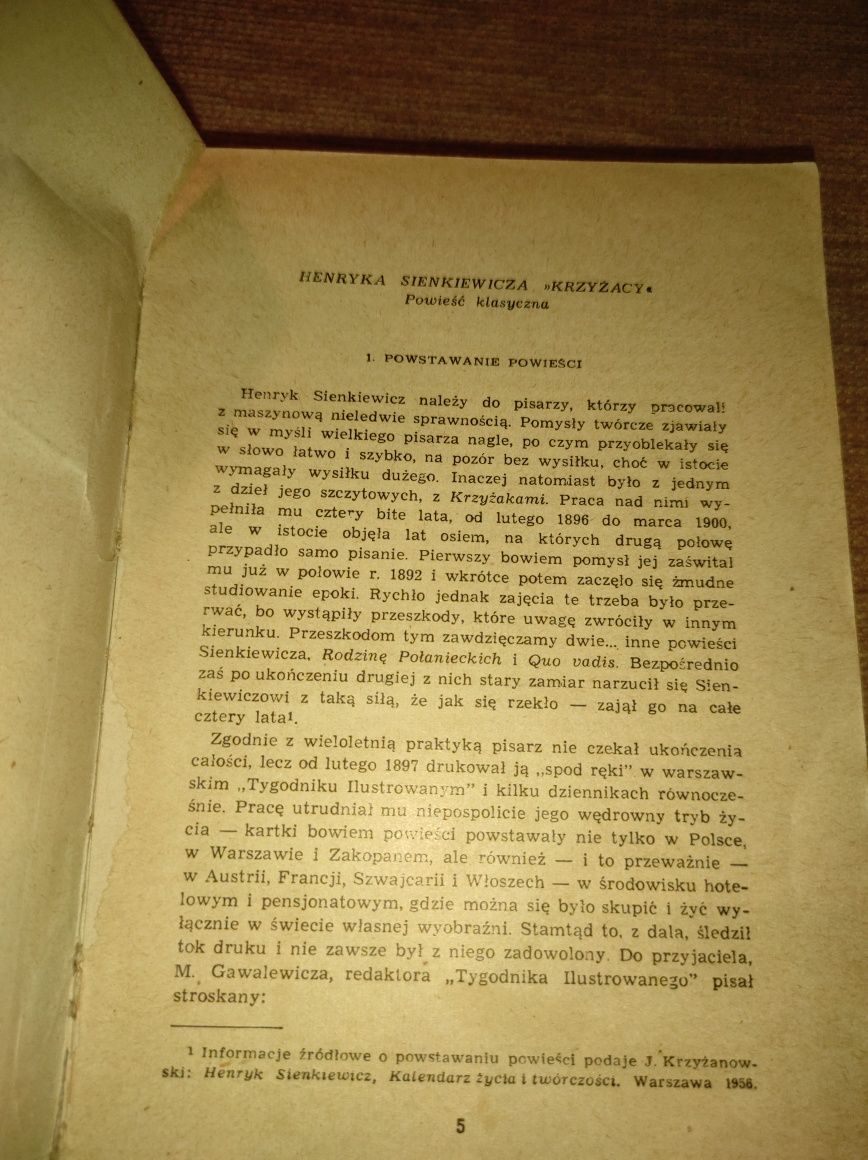 HENRYKA SIENKIEWICZA »KRZYŻACY«
Powieść klasyczna
1. POWSTAWANIE POWIEŚCI
Henryk Sienkiewicz należy do pisarzy, którzy pracowali
z maszynową nieledwie sprawnością. Pomysły twórcze zjawiały
się w myśli wielkiego pisarza nagle, po czym przyoblekały się
w słowo łatwo i szybko, na pozór bez wysiłku, choć w istocie
wymagały wysiłku dużego. Inaczej natomiast było z jednym
z dzieł jego szczytowych, z Krzyżakami. Praca nad nimi wy-
pełniła mu cztery bite lata, od lutego 1896 do marca 1900,
ale w istocie objęła lat osiem, na których drugą połowę
przypadło samo pisanie. Pierwszy bowiem pomysł jej zaświtał
mu już w połowie r. 1892 i wkrótce potem zaczęło się żmudne
studiowanie epoki. Rychło jednak zajęcia te trzeba było prze-
rwać, bo wystąpiły przeszkody, które uwagę zwróciły w innym
kierunku. Przeszkodom tym zawdzięczamy dwie... inne powieści
Sienkiewicza, Rodzinę Połanieckich i Quo vadis. Bezpośrednio
zaś po ukończeniu drugiej z nich stary zamiar narzucił się Sien-
kiewiczowi z taką siłą, że jak się rzekło — zajął go na całe
cztery lata¹.
Zgodnie z wieloletnią praktyką pisarz nie czekał ukończenia
całości, lecz od lutego 1897 drukował ją „spod ręki” w warszaw-
skim „Tygodniku Ilustrowanym” i kilku dziennikach równocze-
śnie. Pracę utrudniał mu niepospolicie jego wędrowny tryb ży-
cia — kartki bowiem powieści powstawały nie tylko w Polsce,
w Warszawie i Zakopanem, ale również — i to przeważnie —
w Austrii, Francji, Szwajcarii i Włoszech — w środowisku hote-
lowym i pensjonatowym, gdzie można się było skupić i żyć wy-
łącznie w świecie własnej wyobraźni. Stamtąd to, z dala, śledził
tok druku i nie zawsze był z niego zadowolony. Do przyjaciela,
M. Gawalewicza, redaktora „Tygodnika Ilustrowanego” pisał
stroskany:
¹ Informacje źródłowe o powstawaniu powieści podaje J. Krzyżanow-
ski: Henryk Sienkiewicz, Kalendarz życia i twórczości. Warszawa 1956.
5